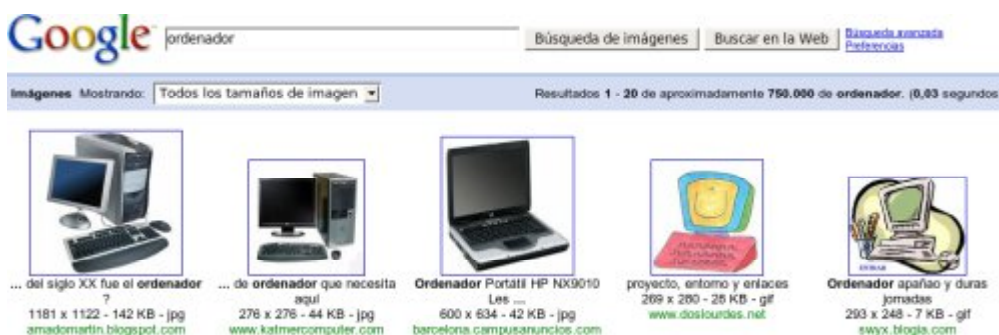 Google ordenador Búsqueda de imágenes Buscar en la Web Búsqueda avanzada
Preferencias
Imágenes Mostrando: Todos los tamaños de imagen Resultados 1 - 20 de aproximadamente 750.000 de ordenador. (0,03 segundos
... del siglo XX fue el ordenador
?
1181 x 1122 - 142 KB - jpg
amadomartin.blogspot.com
... de ordenador que necesita
aquí
276 x 276 - 44 KB - jpg
www.katmercomputer.com
Ordenador Portátil HP NX9010
Les ...
600 x 634 - 42 KB - jpg
barcelona.campusanuncios.com
proyecto, entorno y enlaces
269 x 280 - 28 KB - gif
www.doslourdes.net
Ordenador apañao y duras
jornadas
293 x 248 - 7 KB - gif
swvx.blogia.com